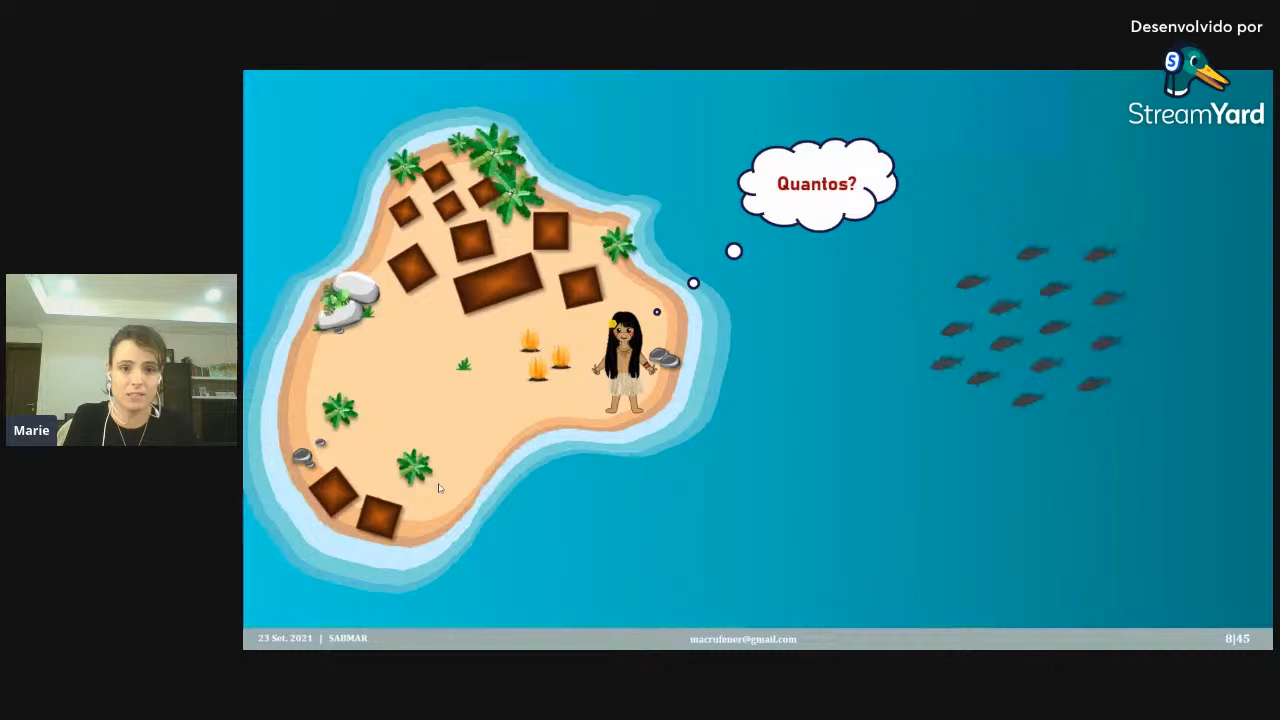 Desenvolvido por
S
StreamYard
Quantos?
Marie
23 Set. 2021 | SABMAR
macrufener@gmail.com
8|45